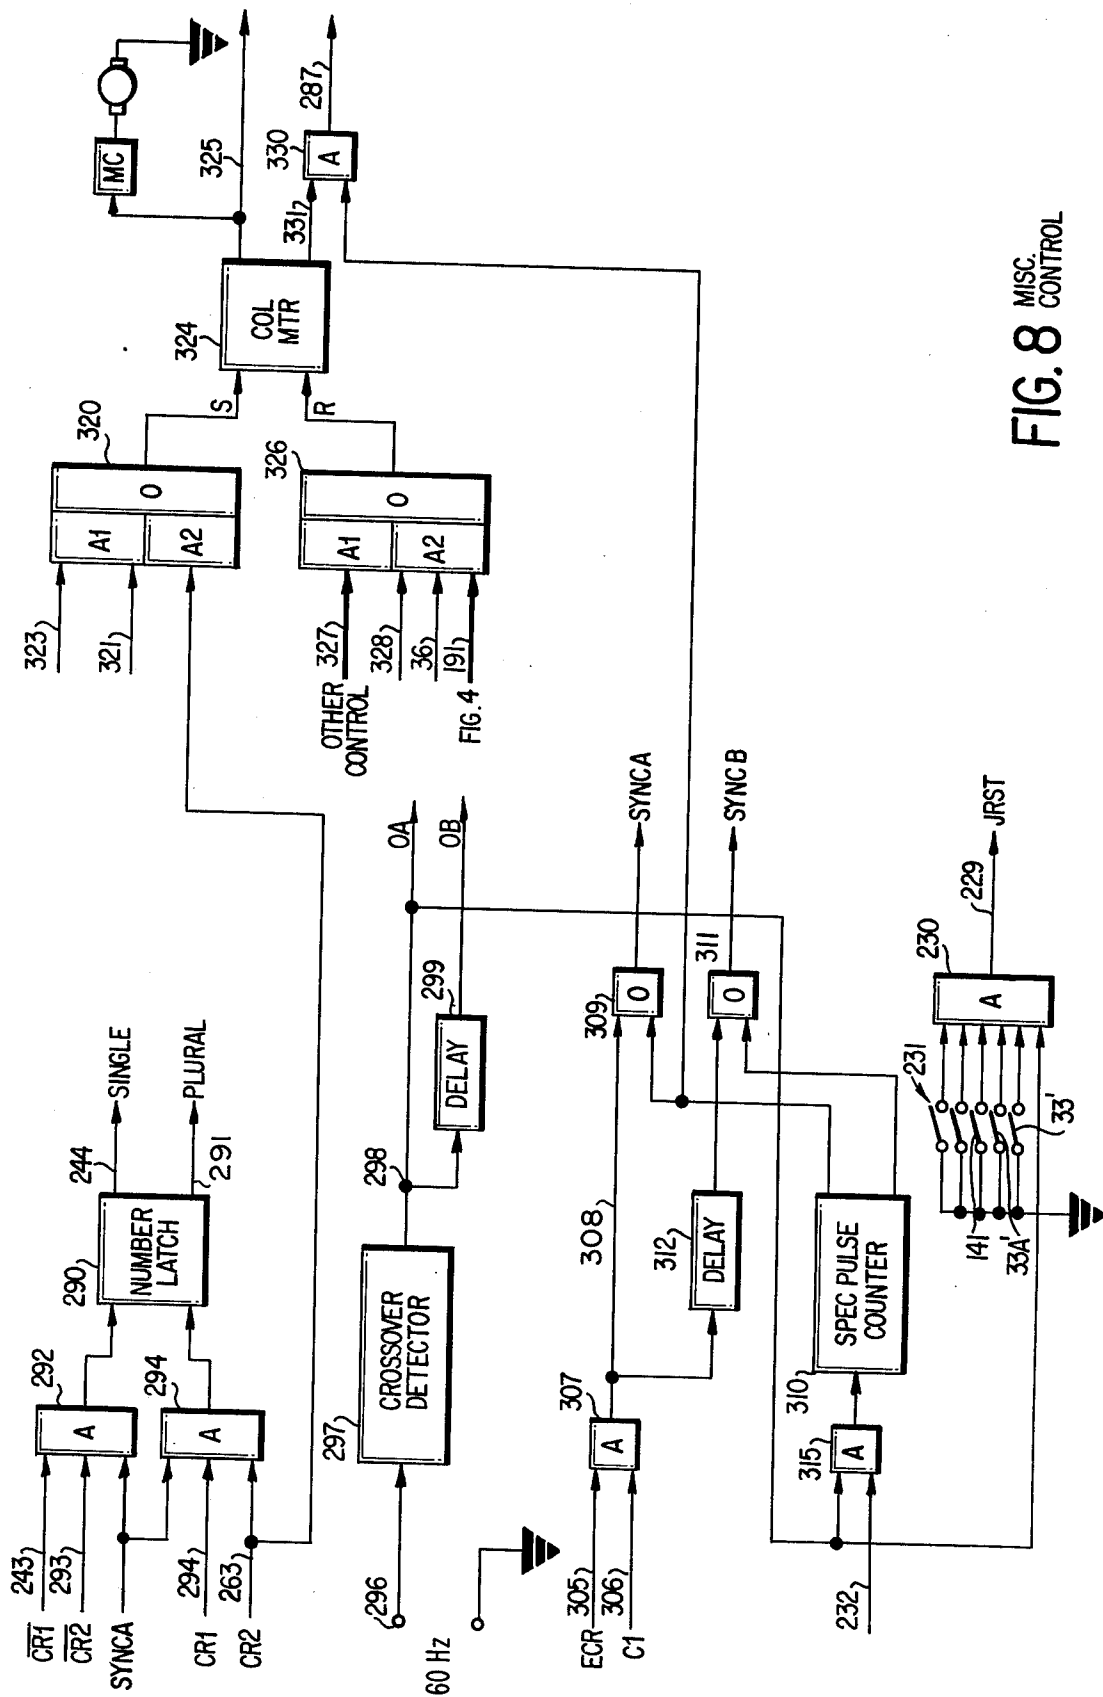 CR1
243
CR2
293
SYNCA
CR1
294
CR2
263
A
292
A
294
290
NUMBER
LATCH
244
SINGLE
291
PLURAL
60 Hz
296
297
CROSSOVER
DETECTOR
298
DELAY
299
OA
OB
ECR
305
C1
306
A
307
308
312
DELAY
309
O
SYNCA
311
O
SYNCB
232
315
A
310
SPEC PULSE
COUNTER
141
33A'
33'
231
230
A
229
JRST
323
321
A1
A2
O
320
OTHER
CONTROL
327
328
36
FIG. 4
191
A1
A2
O
326
S
R
324
COL
MTR
MC
325
331
330
A
287
FIG. 8 MISC.
CONTROL